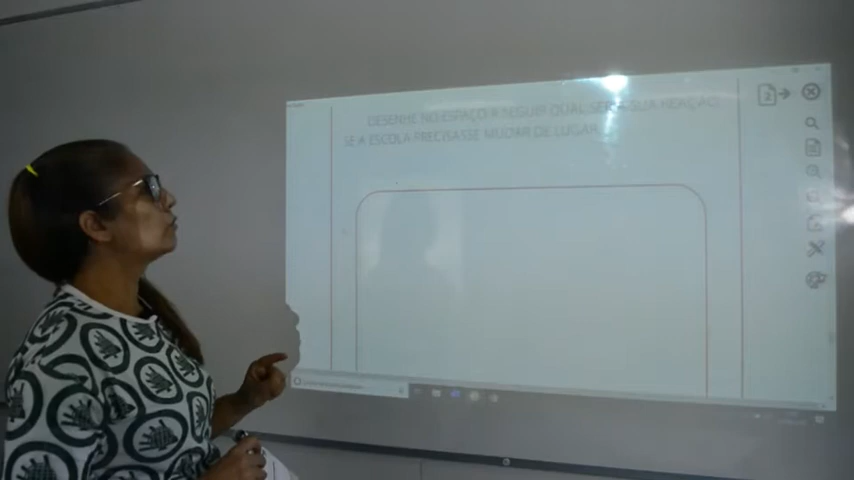 DESENHE NO ESPAÇO A SEGUIR QUAL SERIA SUA REAÇÃO
SE A ESCOLA PRECISASSE MUDAR DE LUGAR